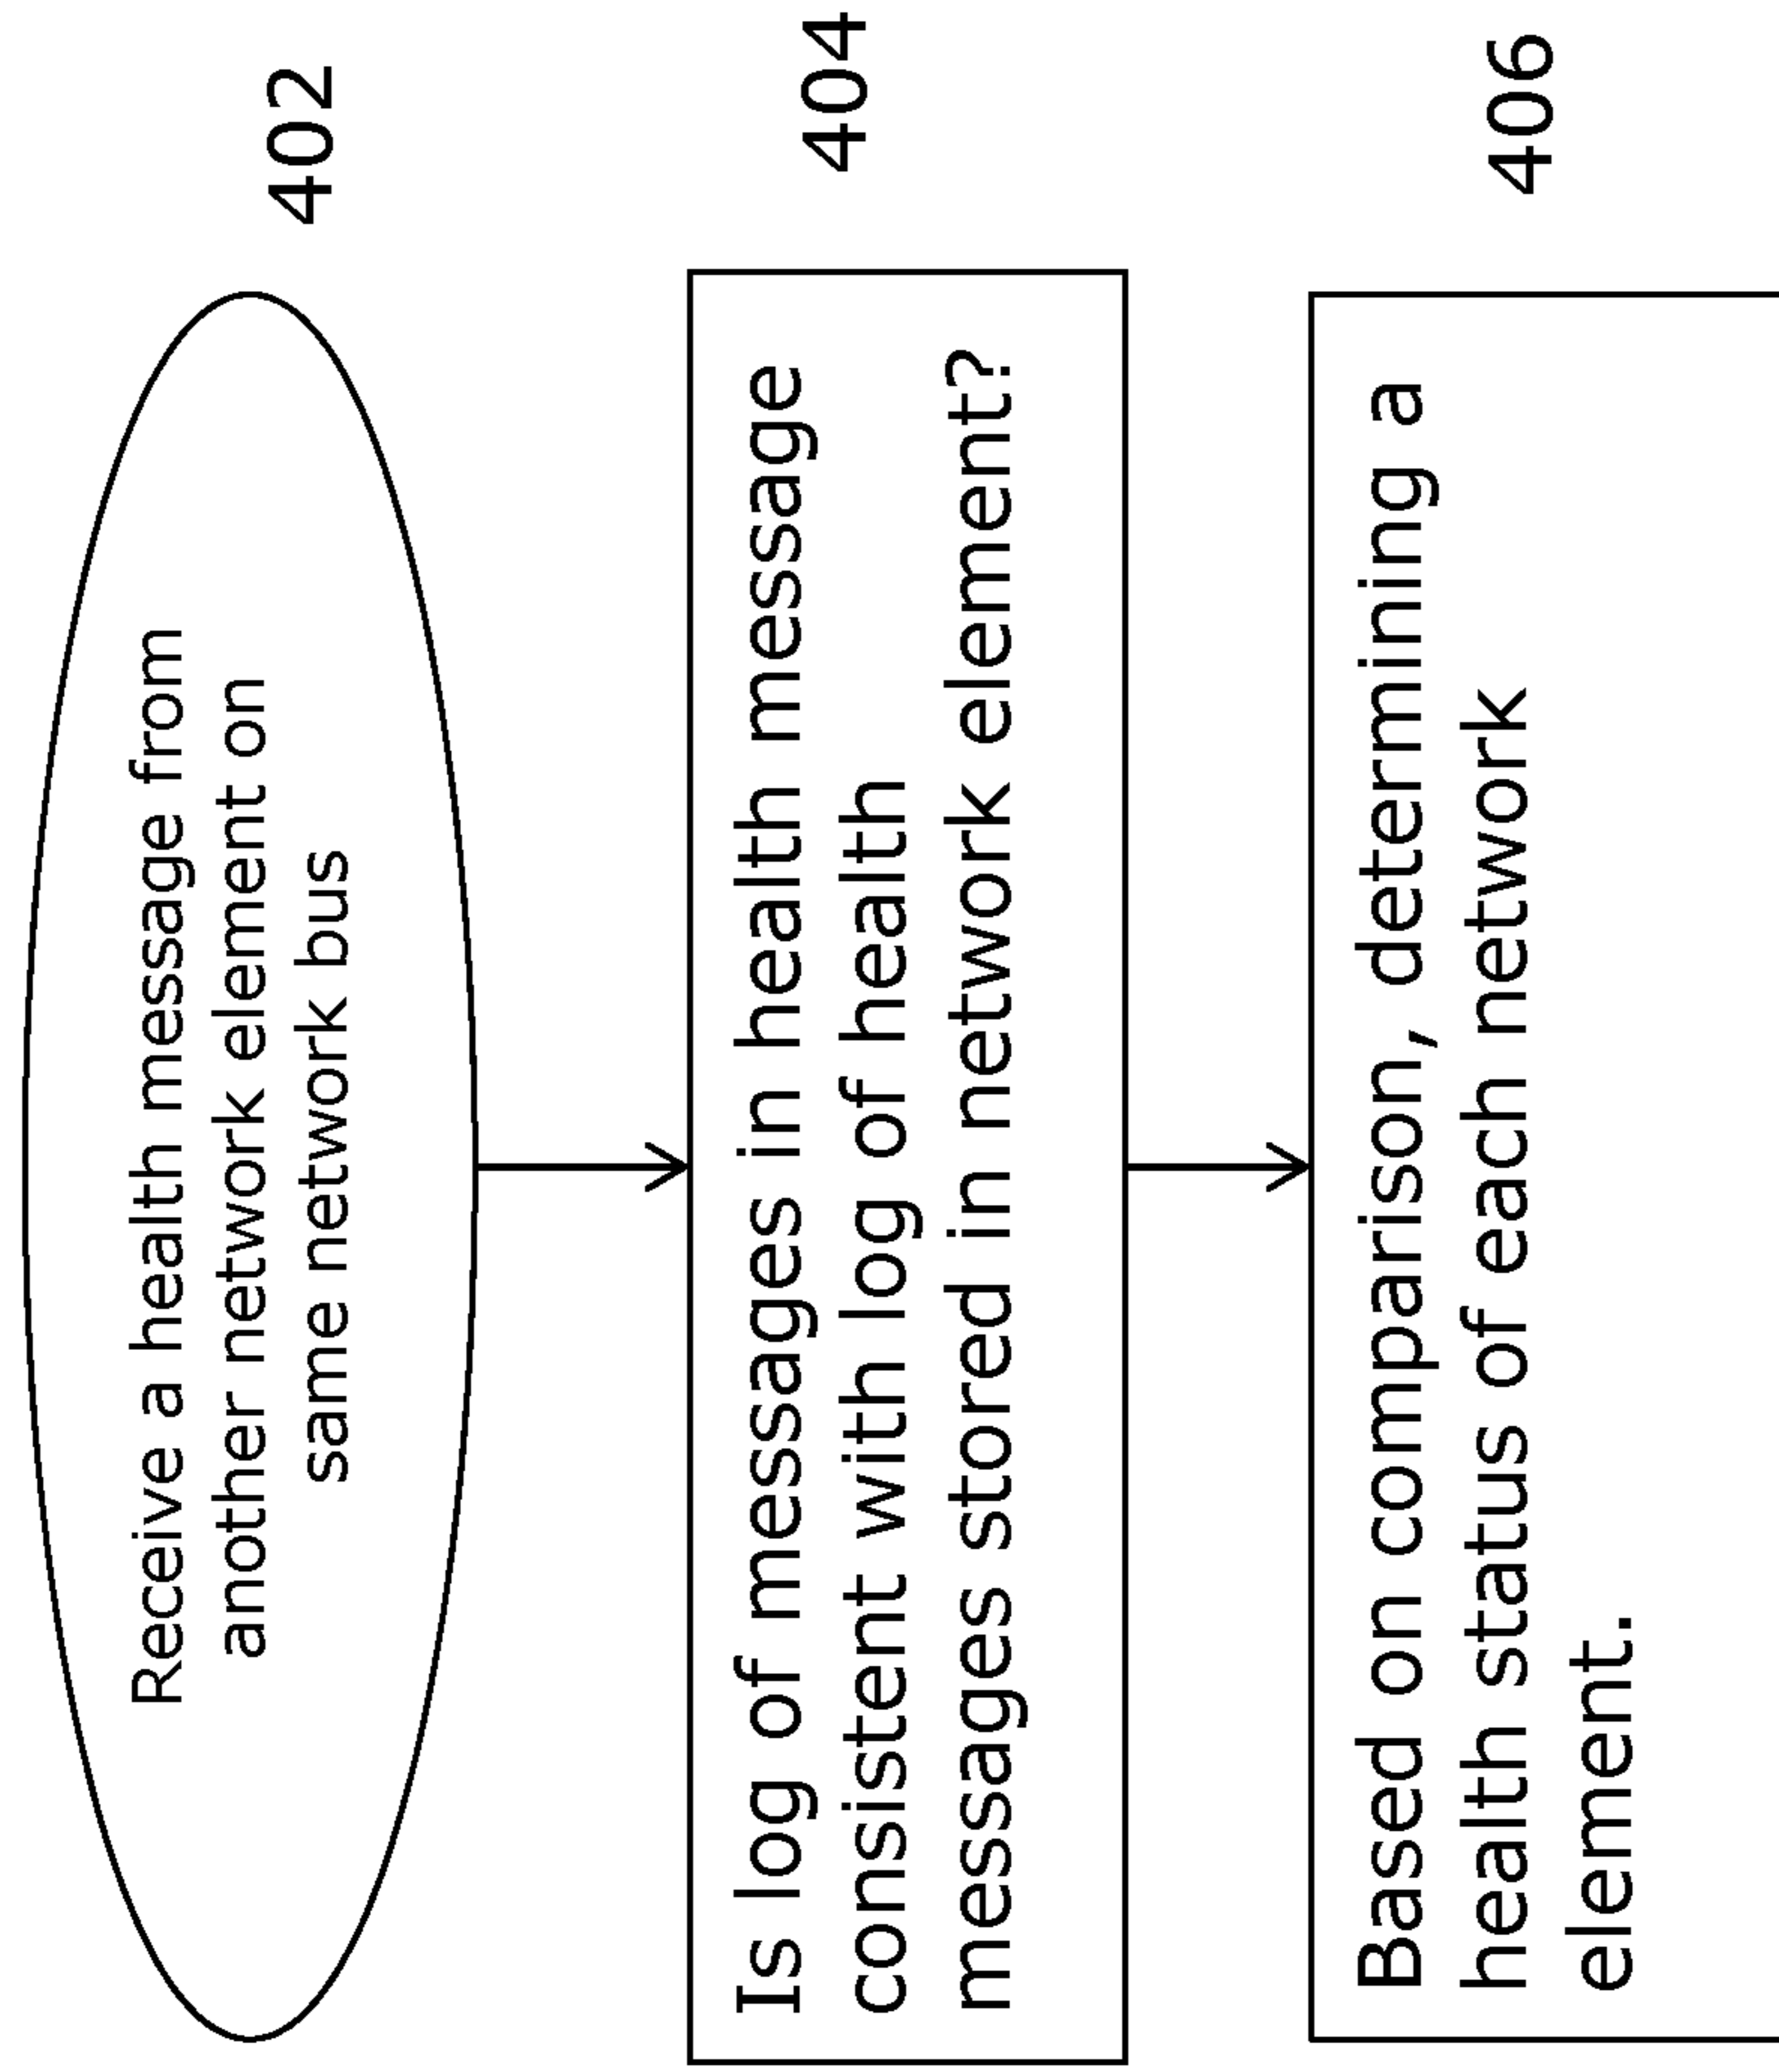 Receive a health message from
another network element on
same network bus
402
Is log of messages in health message
consistent with log of health
messages stored in network element?
404
Based on comparison, determining a
health status of each network
element.
406